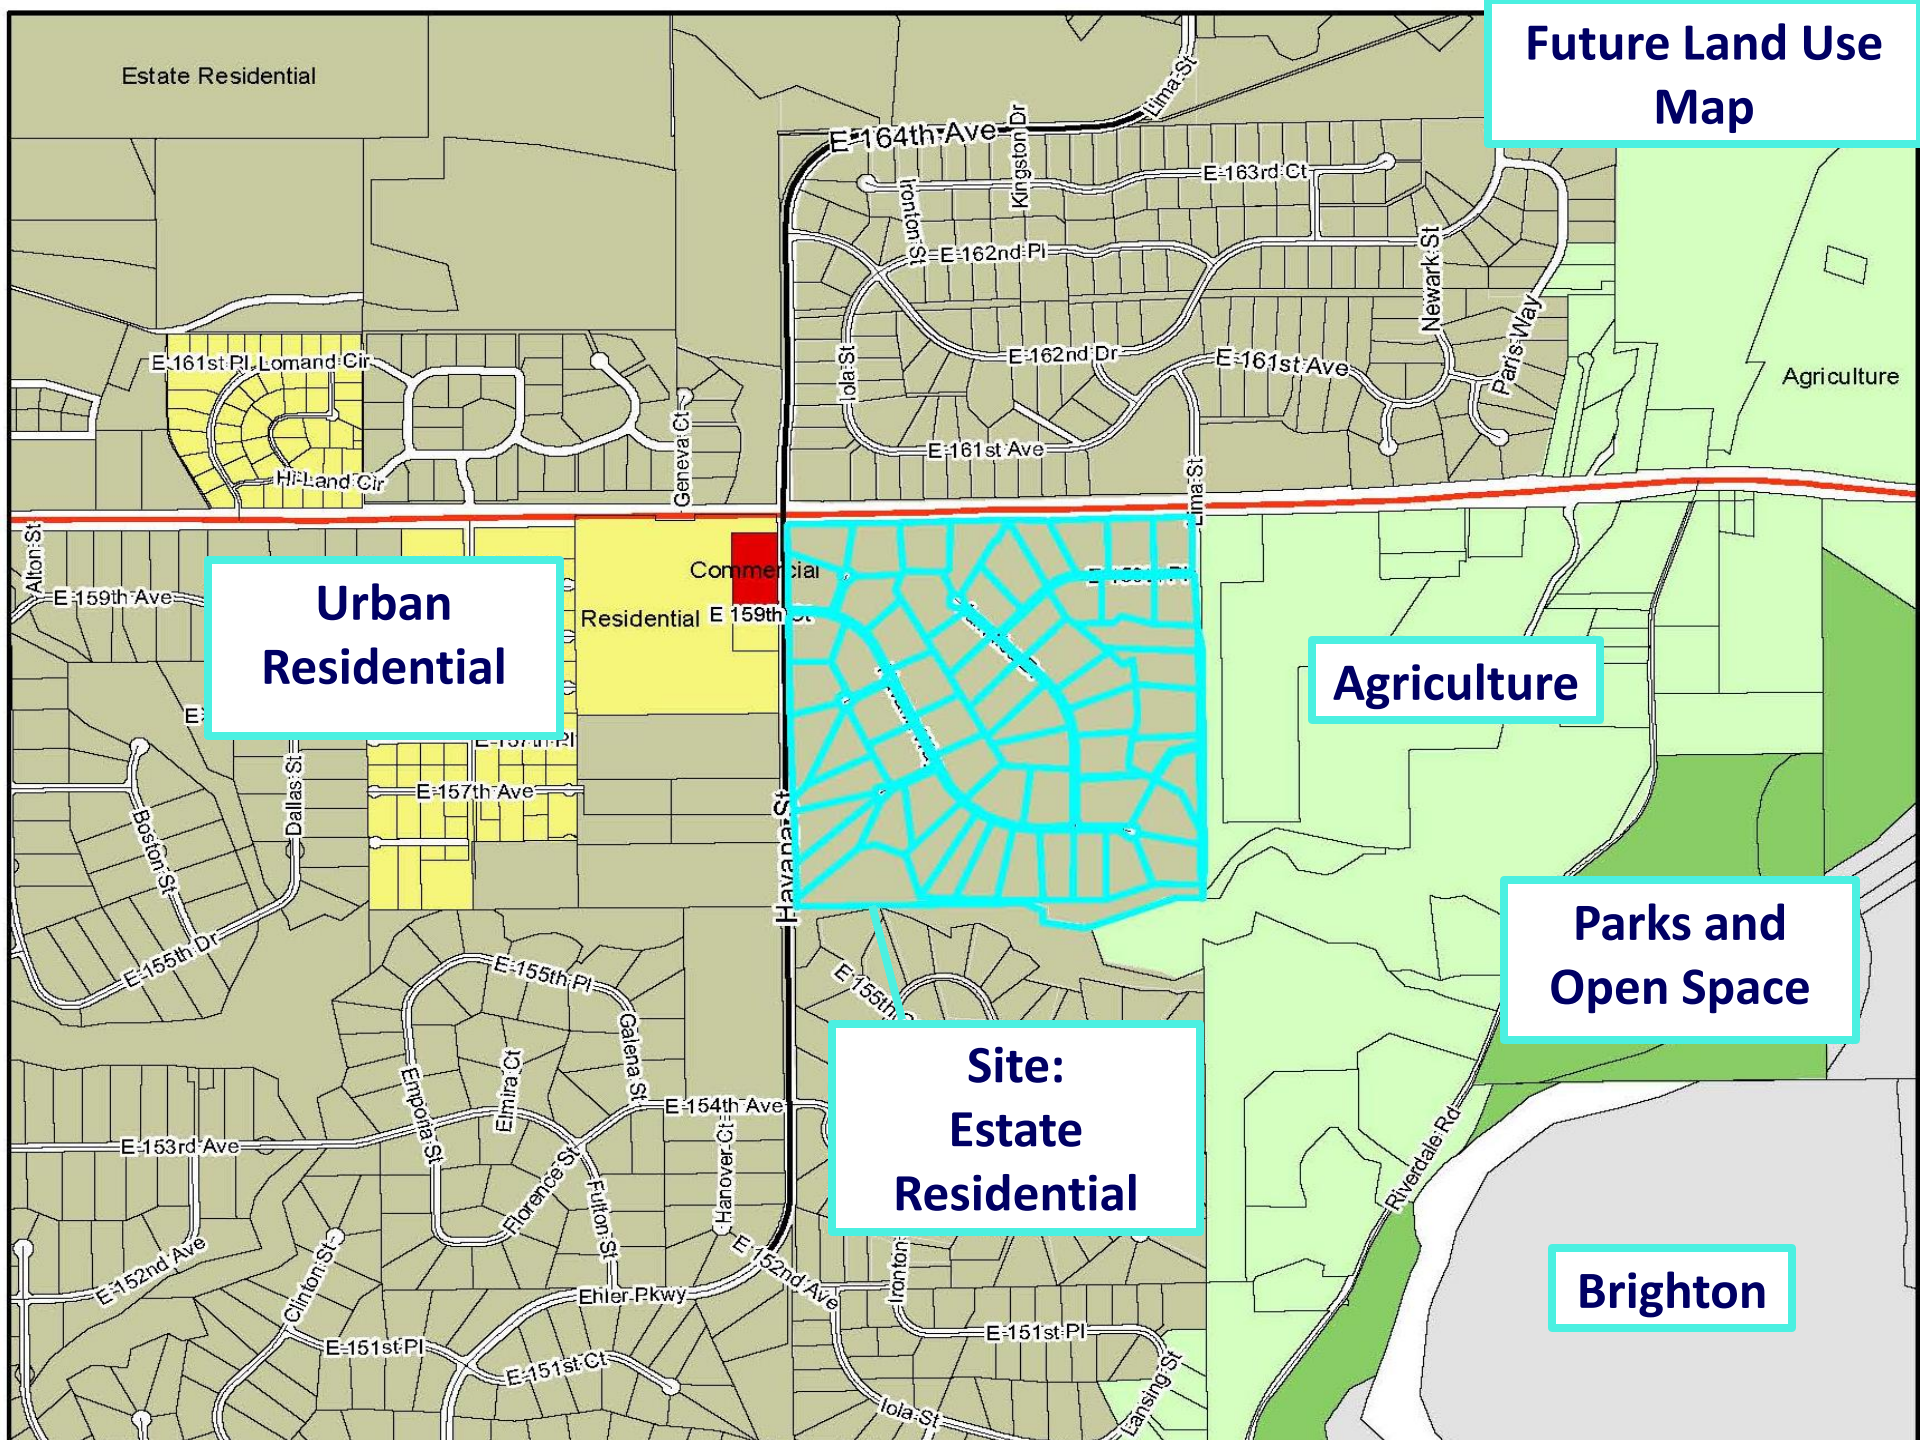 Future Land Use
Map
Estate Residential
Lima St
E 164th Ave
Kingston Dr
E 163rd Ct
Ironton St
E 162nd Pl
Newark St
Paris Way
E 161st Pl
Lomand Cir
Iola St
E 162nd Dr
E 161st Ave
Agriculture
Geneva Ct
E 161st Ave
Hi-Land Cir
Lima St
Alton St
Commercial
E 159th Ave
Urban
Residential
Residential
E 159th Ct
E 159th Pl
Agriculture
E 157th Pl
E 157th Ave
Dallas St
Boston St
Havana St
Parks and
Open Space
E 155th Dr
E 155th Pl
E 155th
Galena St
Site:
Estate
Residential
Emporia St
Elmira Ct
E 154th Ave
E 153rd Ave
Hanover Ct
Florence St
Fulton St
Riverdale Rd
E 152nd Ave
E 152nd Ave
Clinton St
Ironton
Ehler Pkwy
Brighton
E 151st Pl
E 151st Pl
E 151st Ct
Iola St
Lansing St